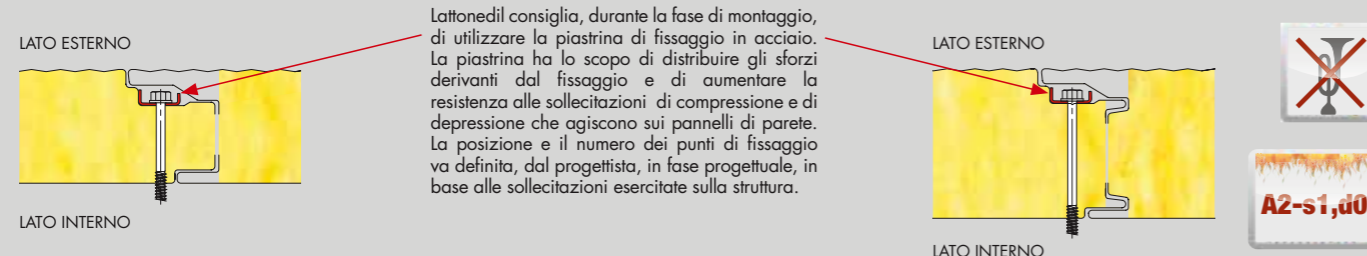 LATO ESTERNO
LATO INTERNO
Lattonedil consiglia, durante la fase di montaggio,
di utilizzare la piastrina di fissaggio in acciaio.
La piastrina ha lo scopo di distribuire gli sforzi
derivanti dal fissaggio e di aumentare la
resistenza alle sollecitazioni di compressione e di
depressione che agiscono sui pannelli di parete.
La posizione e il numero dei punti di fissaggio
va definita, dal progettista, in fase progettuale, in
base alle sollecitazioni esercitate sulla struttura.
LATO ESTERNO
LATO INTERNO
A2-s1,d0